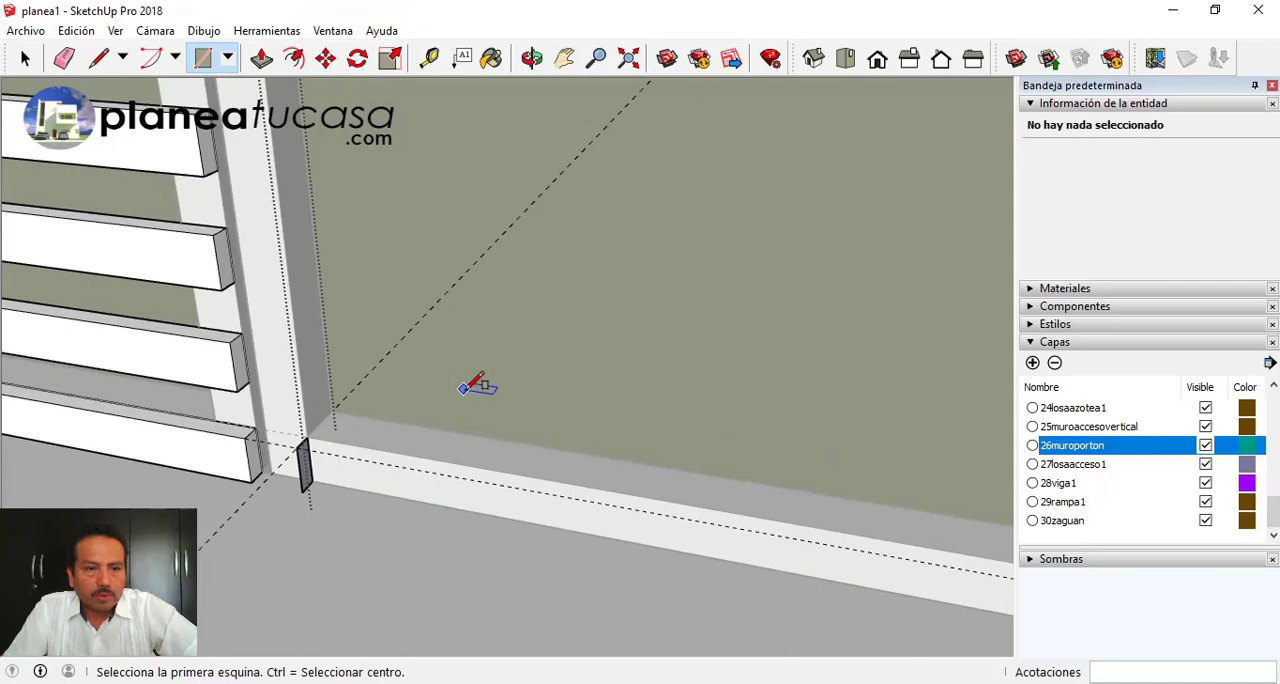 planea1 - SketchUp Pro 2018
Archivo Edición Ver Cámara Dibujo Herramientas Ventana Ayuda
A1
planeatucasa
.com
Bandeja predeterminada
Información de la entidad
No hay nada seleccionado
Materiales
Componentes
Estilos
Capas
Nombre Visible Color
24losaazotea1
25muroaccesovertical
26muroporton
27losaacceso1
28viga1
29rampa1
30zaguan
Sombras
Selecciona la primera esquina. Ctrl = Seleccionar centro.
Acotaciones